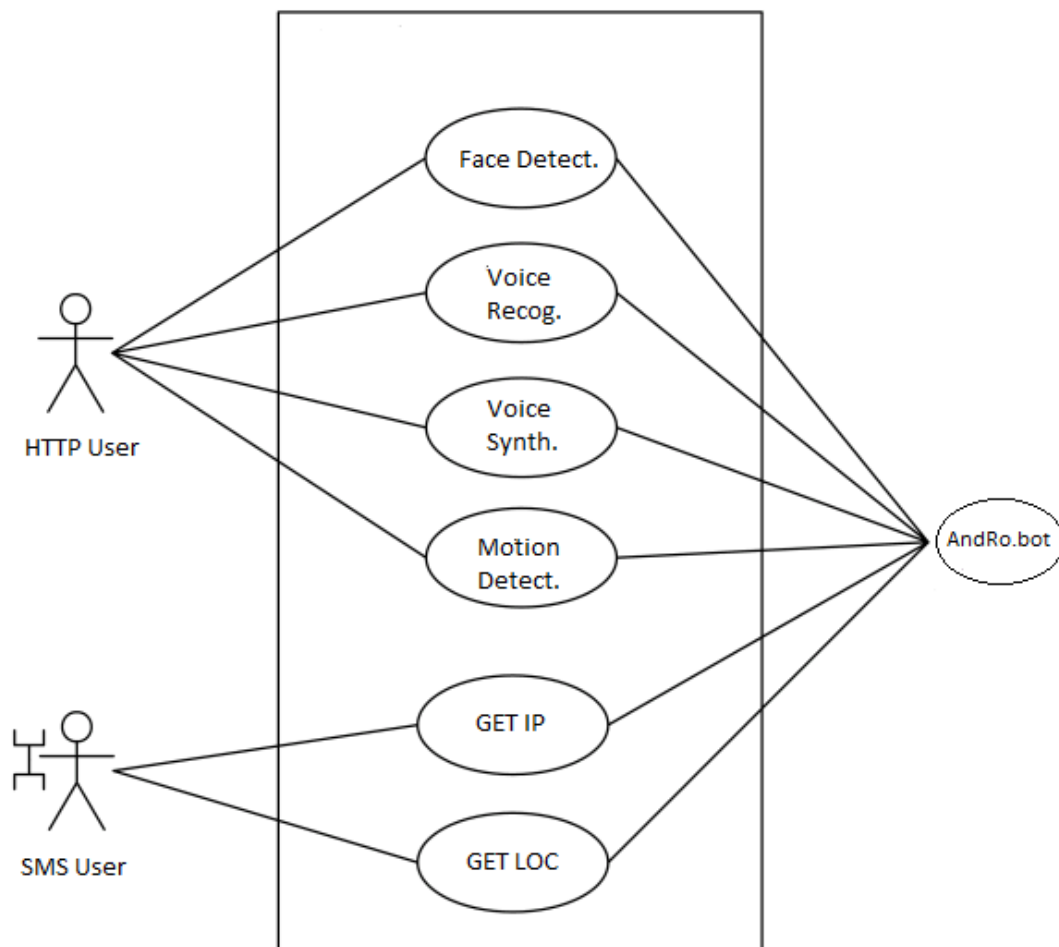 Face Detect.
Voice
Recog.
HTTP User
Voice
Synth.
Motion
Detect.
AndRo.bot
GET IP
SMS User
GET LOC